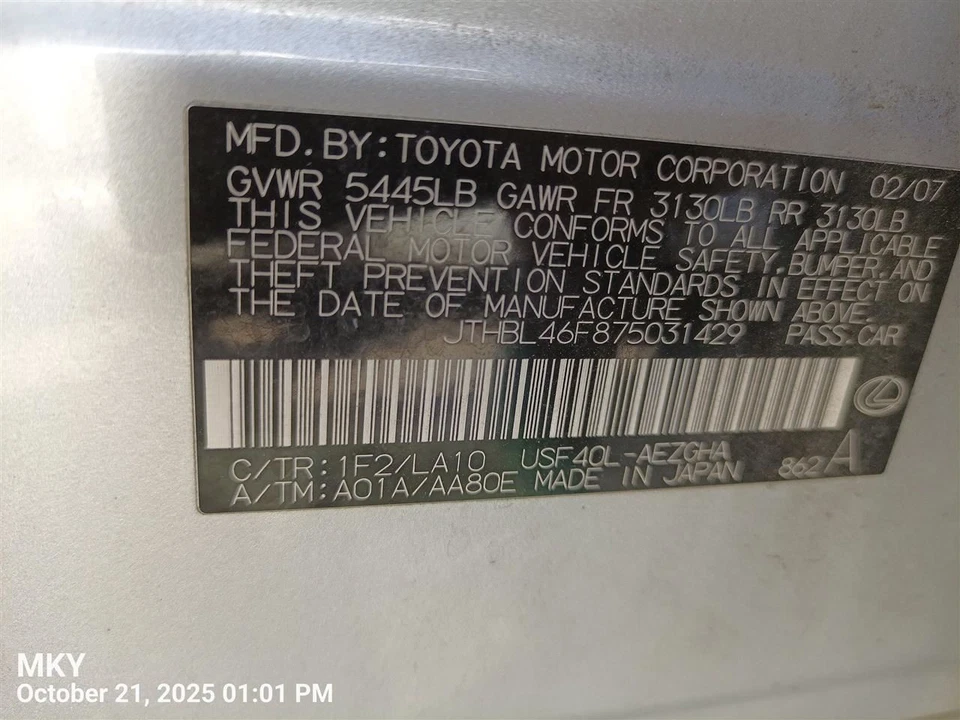 MFD. BY: TOYOTA MOTOR CORPORATION 02/07
GVWR 5445LB GAWR FR 3130LB RR 3130LB
THIS VEHICLE CONFORMS TO ALL APPLICABLE
FEDERAL MOTOR VEHICLE SAFETY, BUMPER, AND
THEFT PREVENTION STANDARDS IN EFFECT ON
THE DATE OF MANUFACTURE SHOWN ABOVE.
JTHBL46F875031429 PASS. CAR
C/TR: 1F2/LA10 USF40L-AEZGHA 862 A
A/TM: A01A/AA80E MADE IN JAPAN
MKY
October 21, 2025 01:01 PM